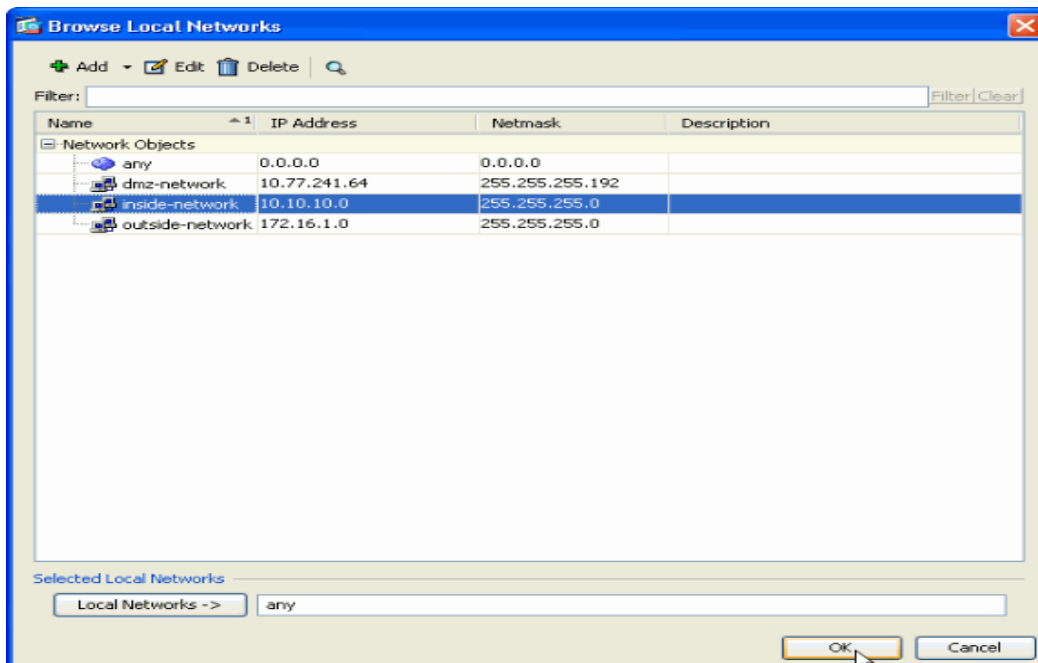 Browse Local Networks
Add Edit Delete
Filter: Filter Clear
Name 1 IP Address Netmask Description
Network Objects
any 0.0.0.0 0.0.0.0
dmz-network 10.77.241.64 255.255.255.192
inside-network 10.10.10.0 255.255.255.0
outside-network 172.16.1.0 255.255.255.0
Selected Local Networks
Local Networks -> any
OK Cancel